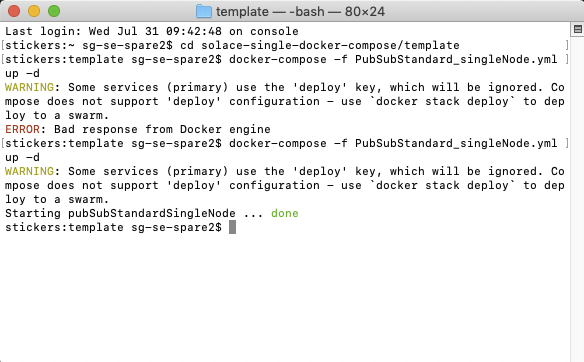 template — -bash — 80×24
Last login: Wed Jul 31 09:42:48 on console
[stickers:~ sg-se-spare2$ cd solace-single-docker-compose/template ]
[stickers:template sg-se-spare2$ docker-compose -f PubSubStandard_singleNode.yml ]
up -d
WARNING: Some services (primary) use the 'deploy' key, which will be ignored. Co
mpose does not support 'deploy' configuration - use `docker stack deploy` to dep
loy to a swarm.
ERROR: Bad response from Docker engine
[stickers:template sg-se-spare2$ docker-compose -f PubSubStandard_singleNode.yml ]
up -d
WARNING: Some services (primary) use the 'deploy' key, which will be ignored. Co
mpose does not support 'deploy' configuration - use `docker stack deploy` to dep
loy to a swarm.
Starting pubSubStandardSingleNode ... done
stickers:template sg-se-spare2$